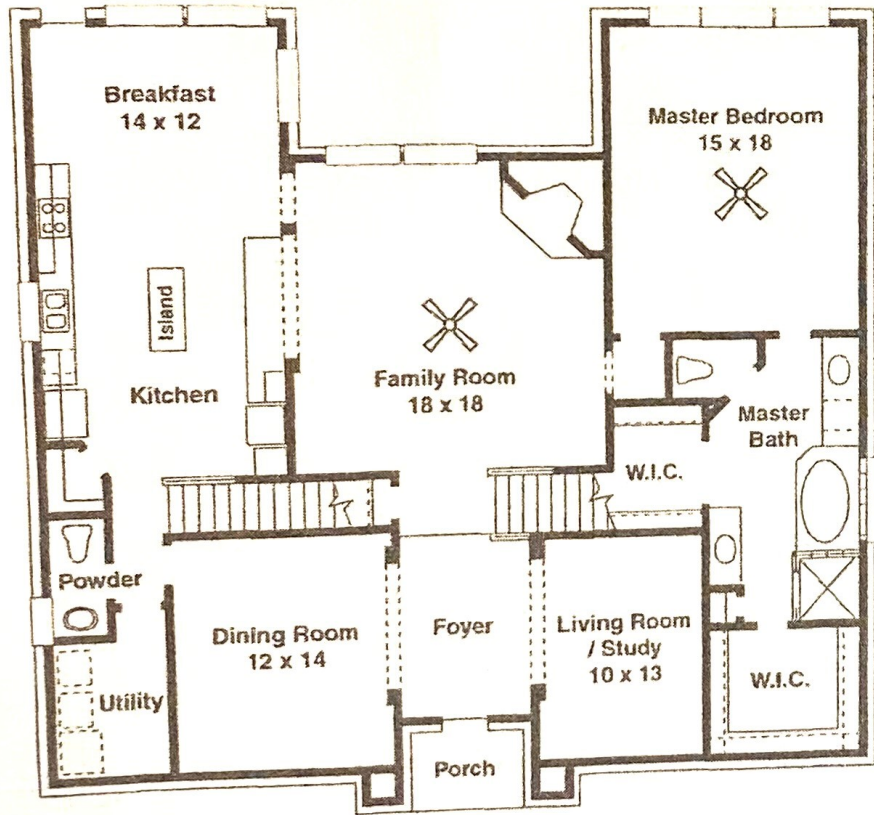 Breakfast
14 x 12
Master Bedroom
15 x 18
Island
Kitchen
Family Room
18 x 18
Master
Bath
W.I.C.
Powder
Dining Room
12 x 14
Foyer
Living Room
/ Study
10 x 13
Utility
W.I.C.
Porch